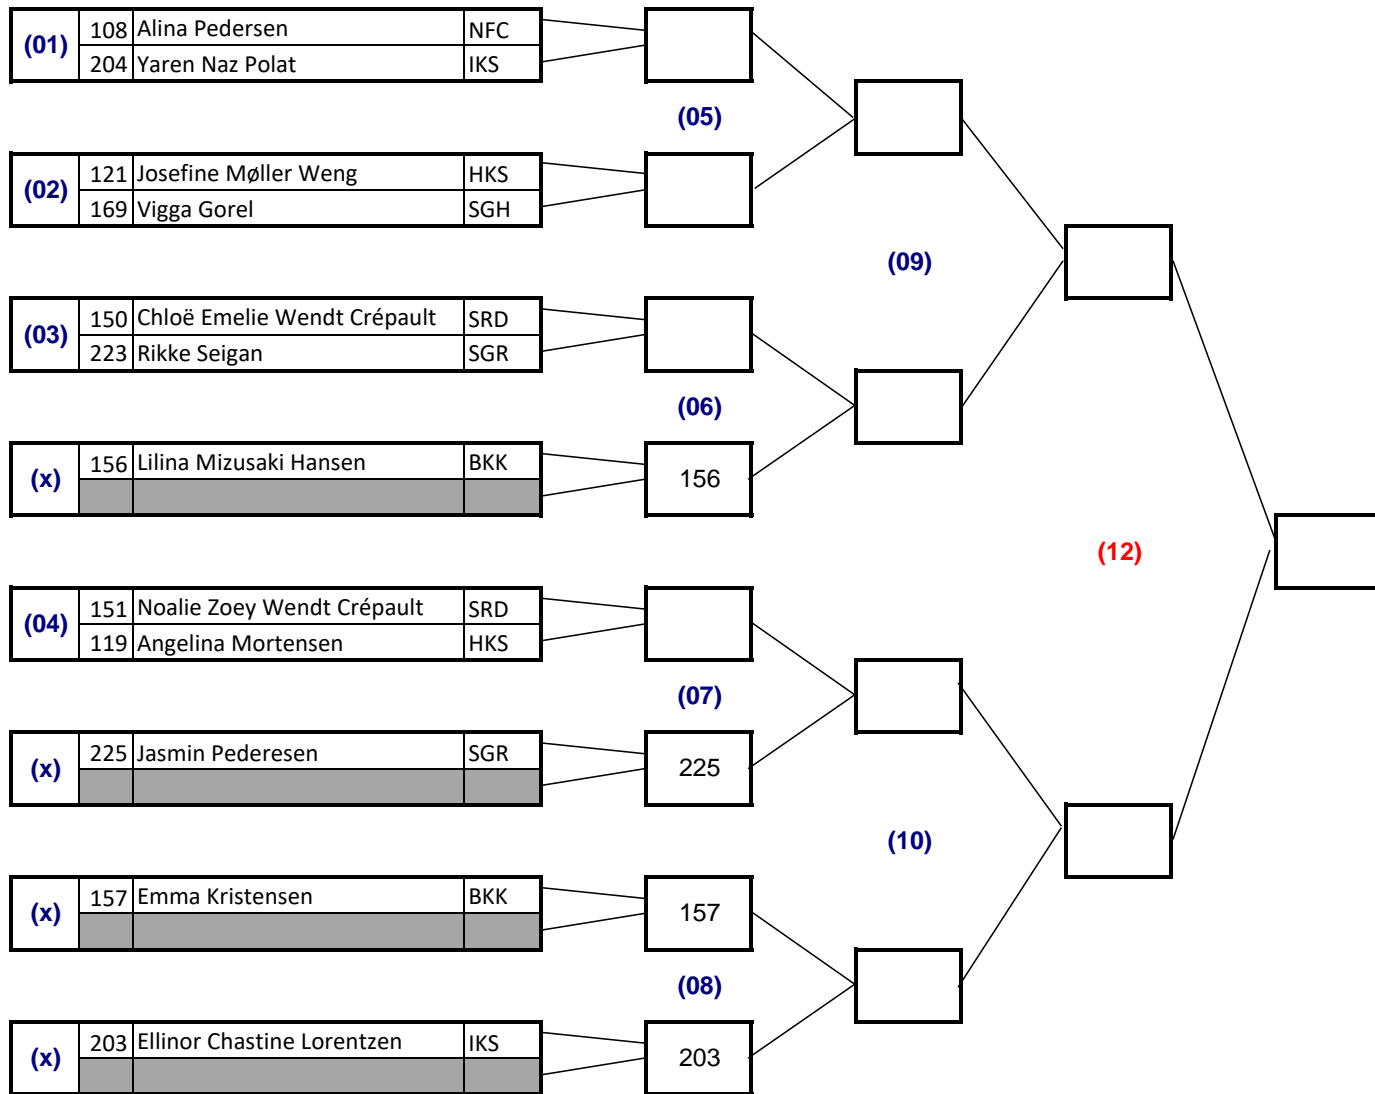 (01) 108 Alina Pedersen NFC
204 Yaren Naz Polat IKS
(05)
(02) 121 Josefine Møller Weng HKS
169 Vigga Gorel SGH
(09)
(03) 150 Chloë Emelie Wendt Crépault SRD
223 Rikke Seigan SGR
(06)
(x) 156 Lilina Mizusaki Hansen BKK 156
(12)
(04) 151 Noalie Zoey Wendt Crépault SRD
119 Angelina Mortensen HKS
(07)
(x) 225 Jasmin Pederesen SGR 225
(10)
(x) 157 Emma Kristensen BKK 157
(08)
(x) 203 Ellinor Chastine Lorentzen IKS 203